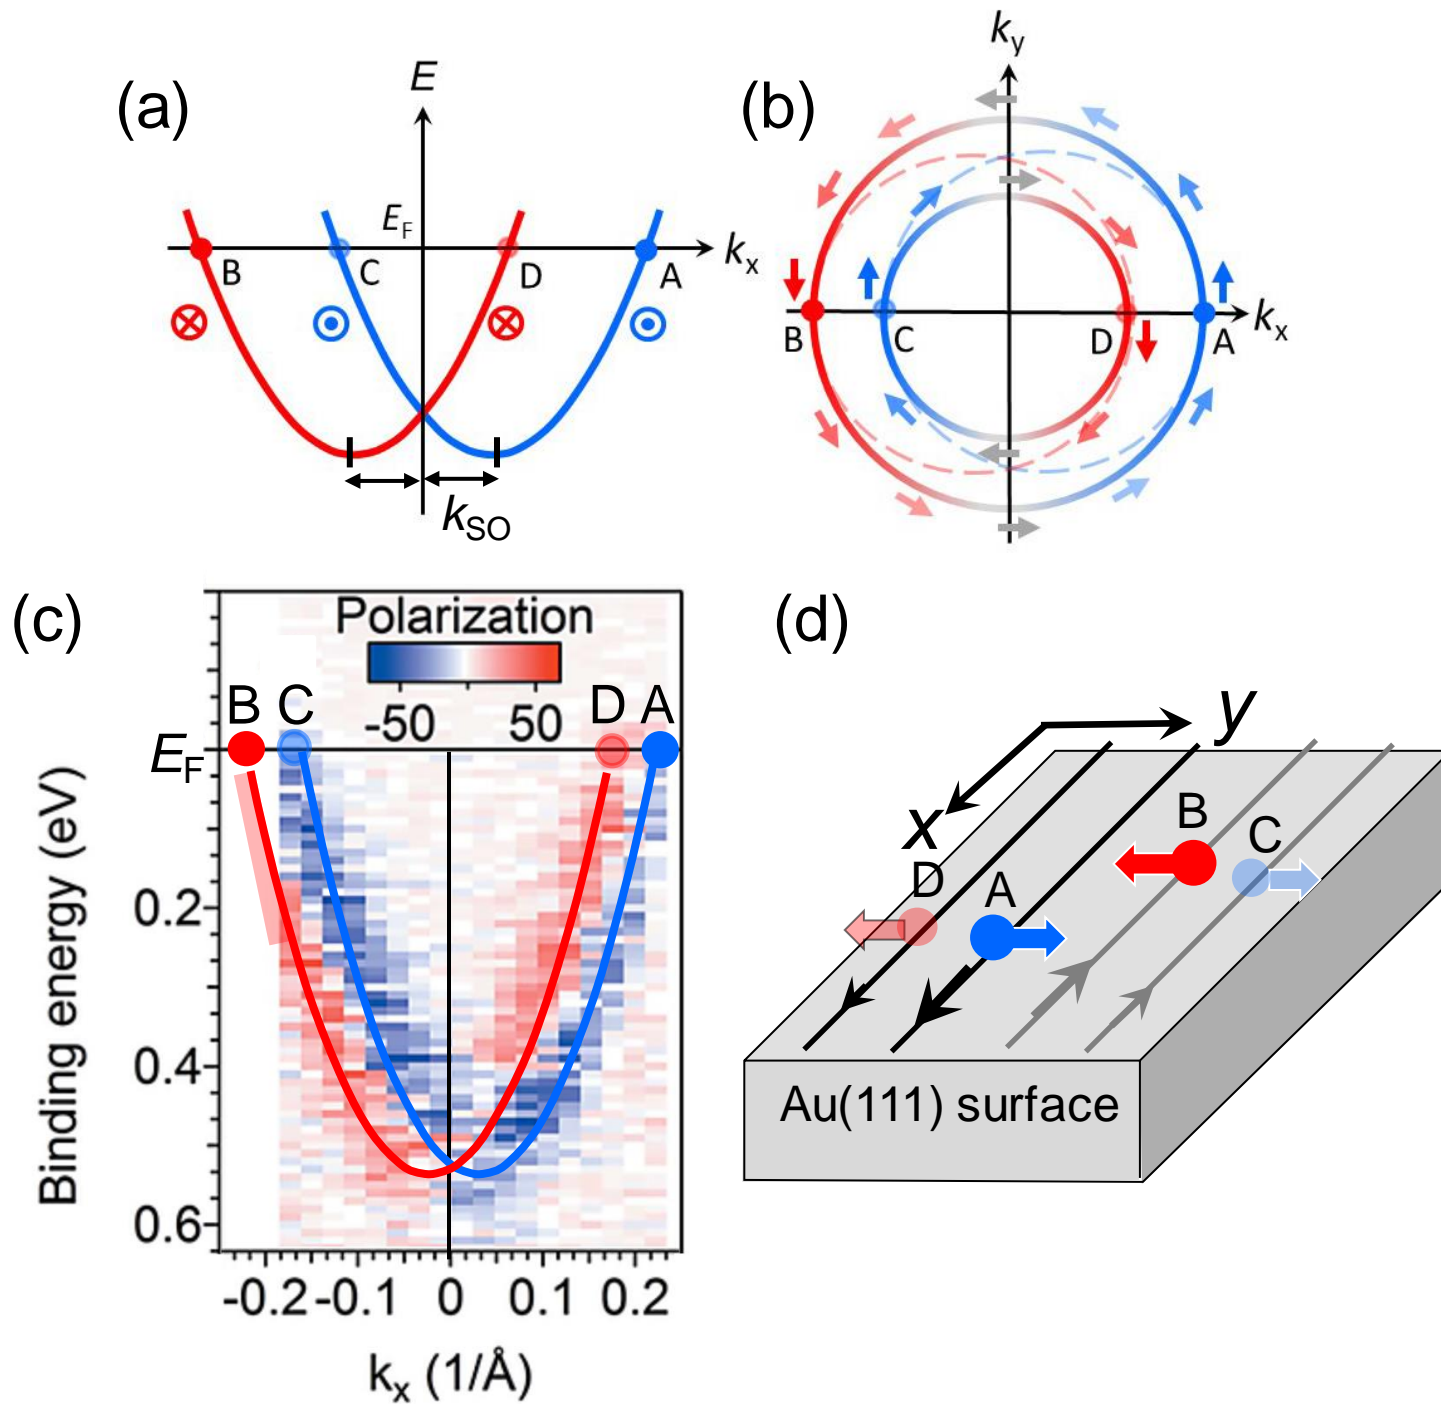 (a)
E
E_F
k_x
B
C
D
A
k_SO
(b)
k_y
k_x
B
C
D
A
(c)
Polarization
-50 50
B C D A
E_F
0.2
0.4
0.6
Binding energy (eV)
-0.2 -0.1 0 0.1 0.2
k_x (1/Å)
(d)
y
x
B
C
D
A
Au(111) surface